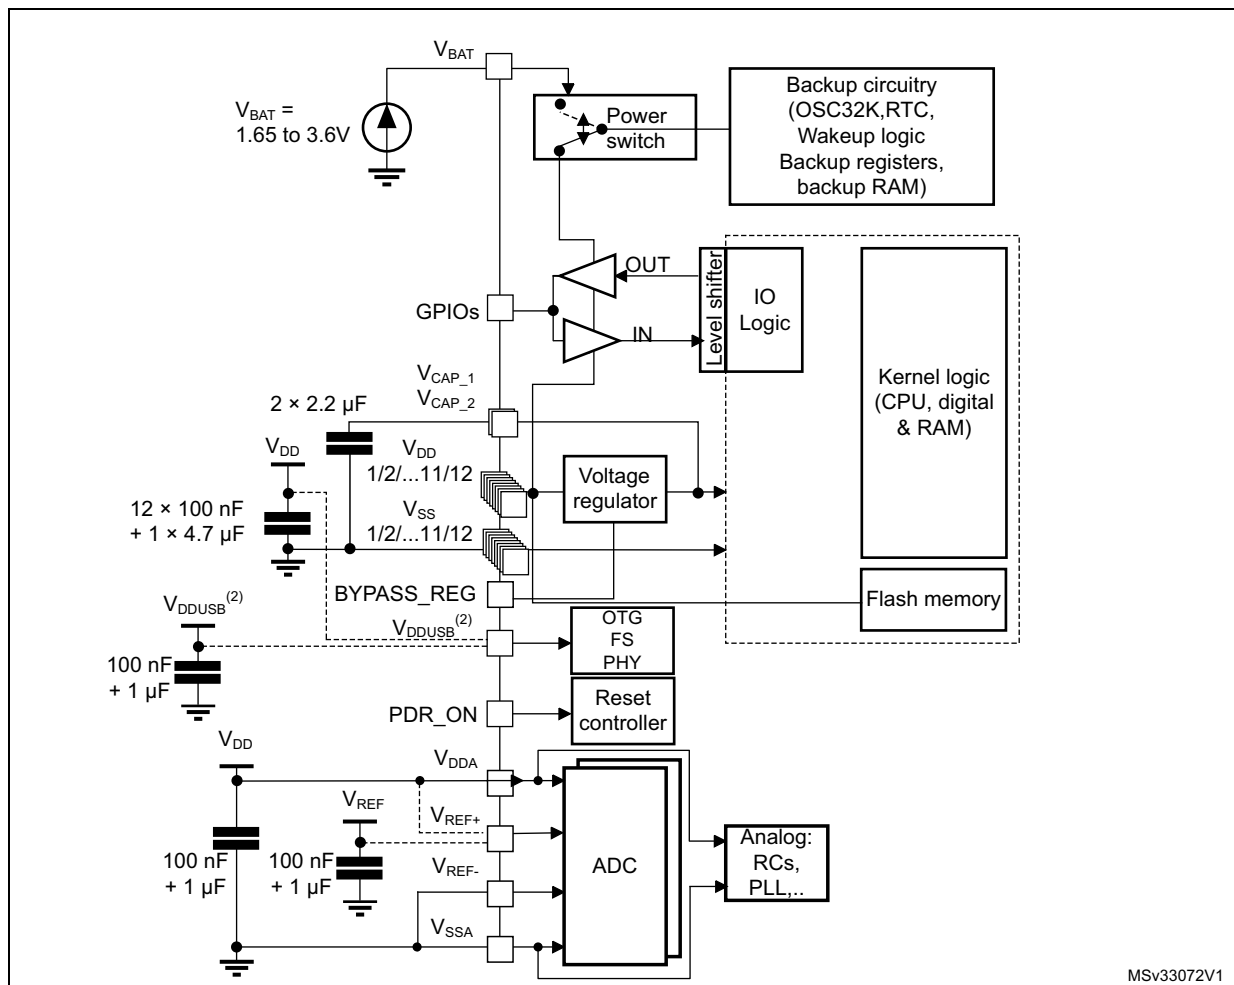 VBAT
VBAT =
1.65 to 3.6V
Power
switch
Backup circuitry
(OSC32K,RTC,
Wakeup logic
Backup registers,
backup RAM)
OUT
IN
GPIOs
Level shifter
IO
Logic
Kernel logic
(CPU, digital
& RAM)
VCAP_1
VCAP_2
2 × 2.2 µF
VDD
VDD
1/2/...11/12
Voltage
regulator
12 × 100 nF
+ 1 × 4.7 µF
VSS
1/2/...11/12
BYPASS_REG
Flash memory
VDDUSB(2)
VDDUSB(2)
OTG
FS
PHY
100 nF
+ 1 µF
PDR_ON
Reset
controller
VDD
VDDA
VREF
VREF+
100 nF
+ 1 µF
100 nF
+ 1 µF
VREF-
VSSA
ADC
Analog:
RCs,
PLL,..
MSv33072V1